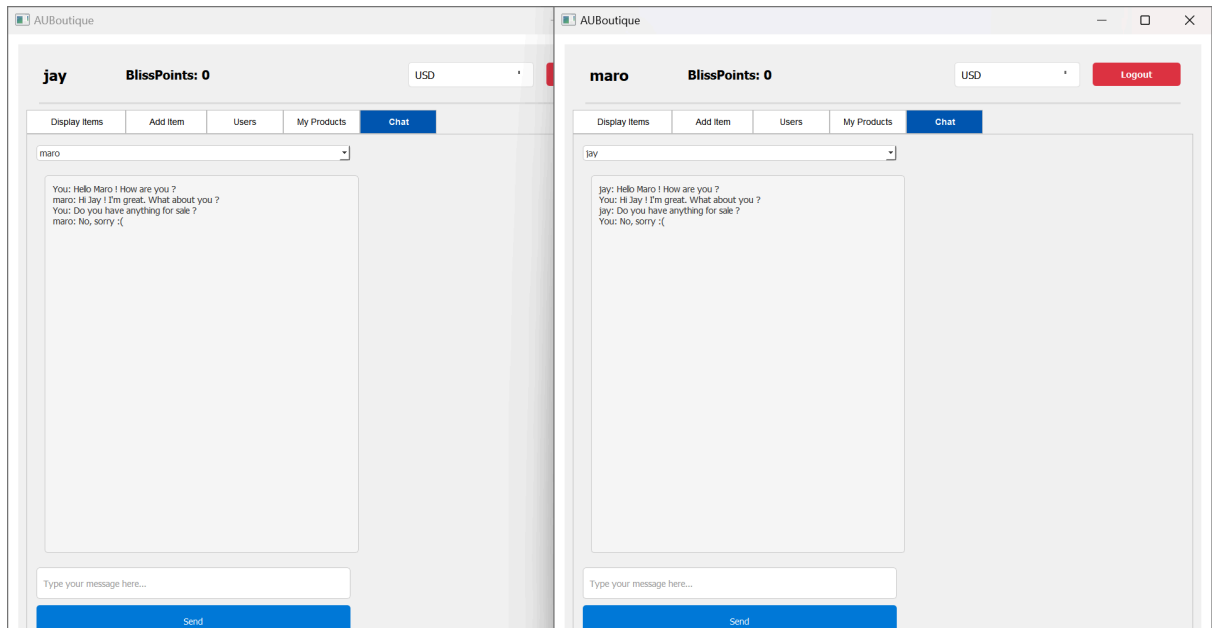 AUBoutique
jay
BlissPoints: 0
USD
Display Items
Add Item
Users
My Products
Chat
maro
You: Hello Maro ! How are you ?
maro: Hi Jay ! I'm great. What about you ?
You: Do you have anything for sale ?
maro: No, sorry :(
Type your message here...
Send
AUBoutique
maro
BlissPoints: 0
USD
Logout
Display Items
Add Item
Users
My Products
Chat
jay
jay: Hello Maro ! How are you ?
You: Hi Jay ! I'm great. What about you ?
jay: Do you have anything for sale ?
You: No, sorry :(
Type your message here...
Send